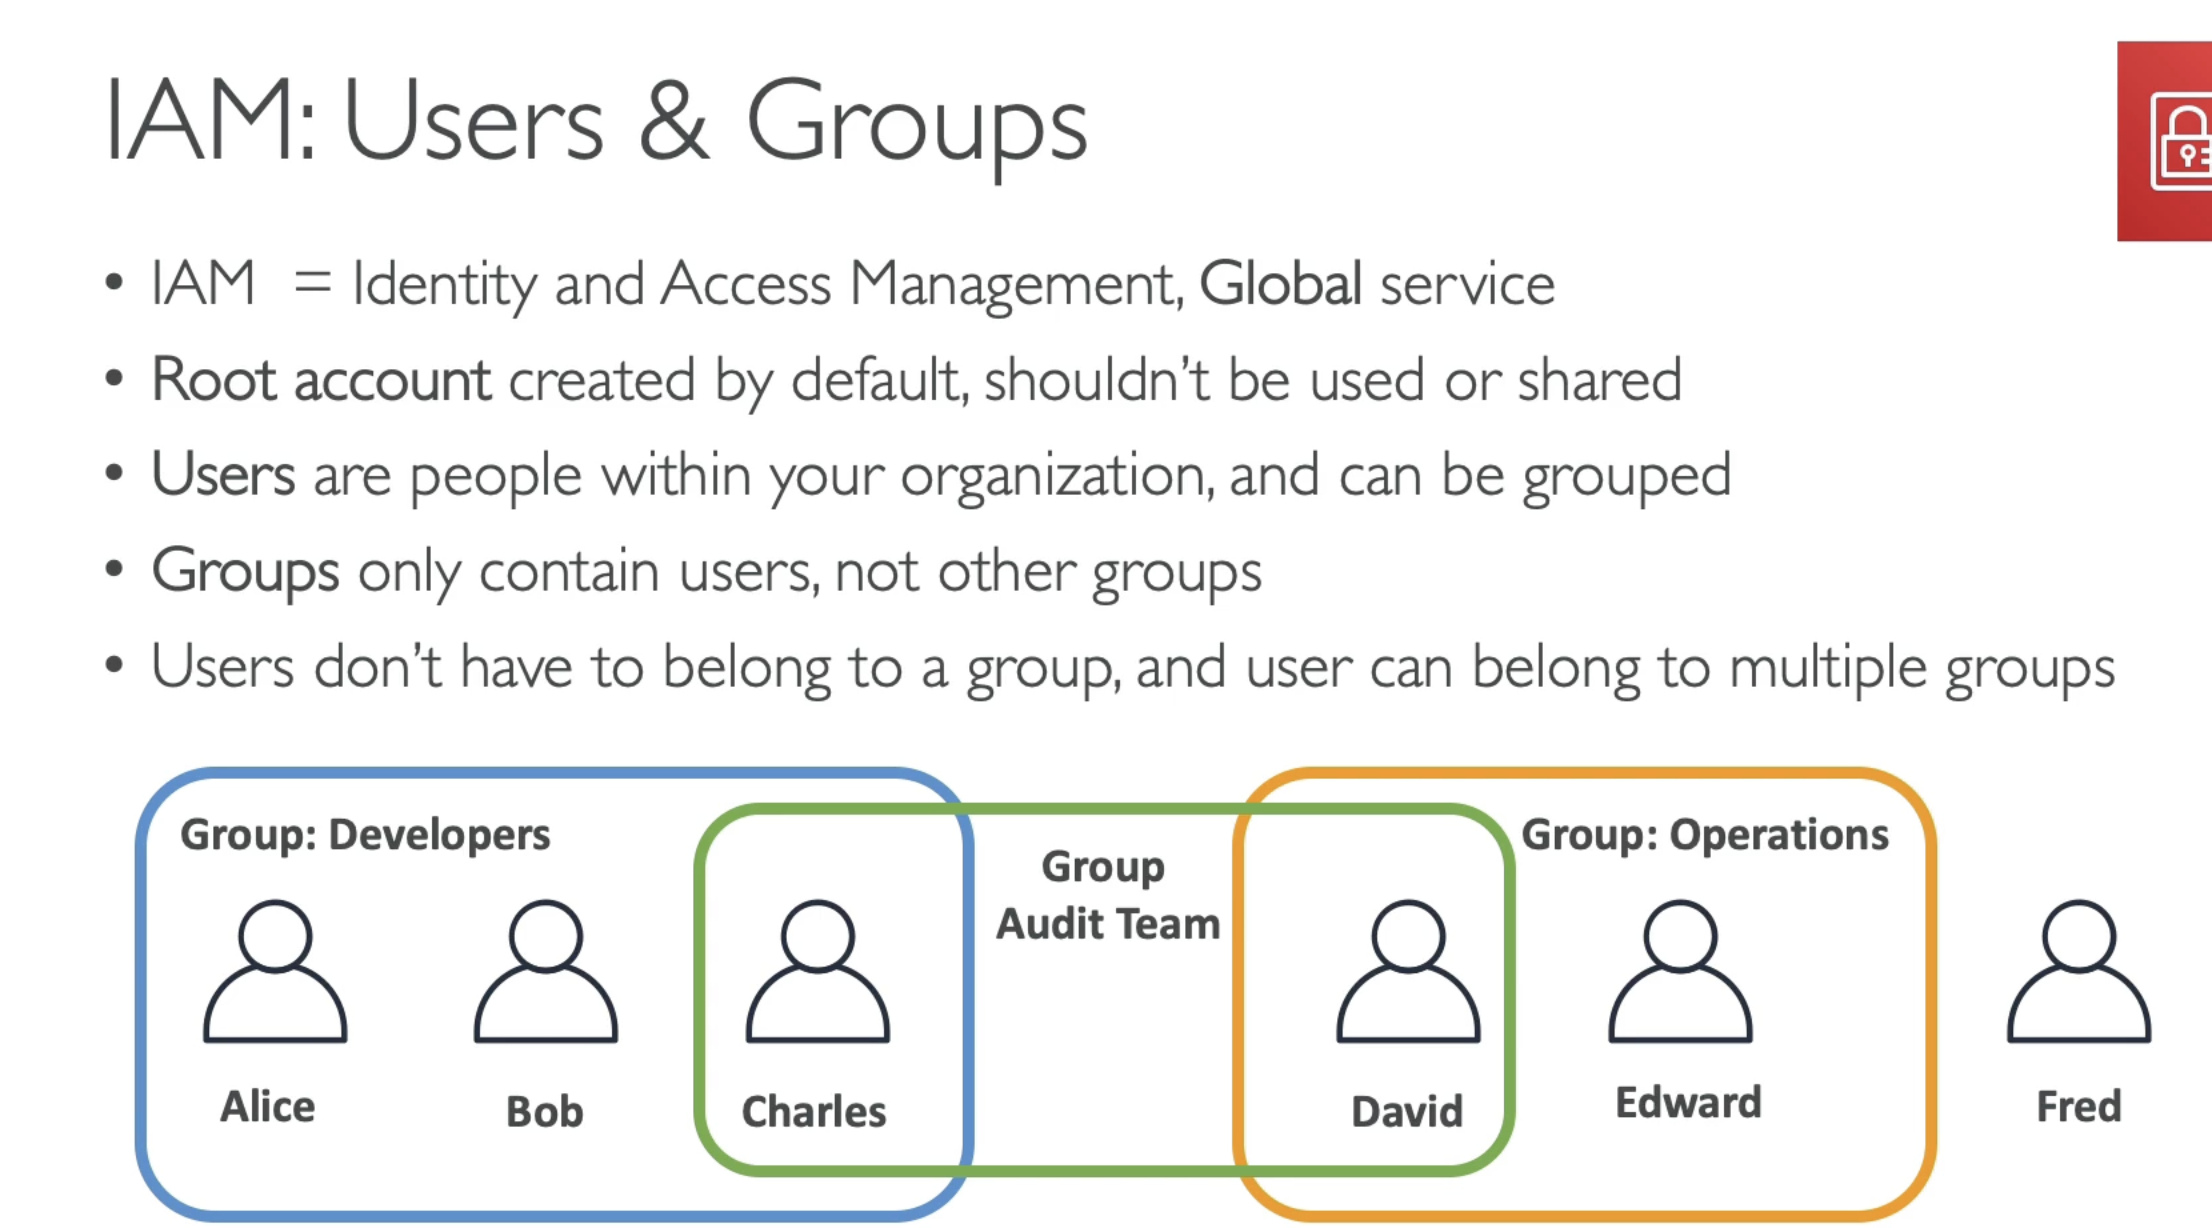 IAM: Users & Groups
• IAM = Identity and Access Management, Global service
• Root account created by default, shouldn't be used or shared
• Users are people within your organization, and can be grouped
• Groups only contain users, not other groups
• Users don't have to belong to a group, and user can belong to multiple groups
Group: Developers
Group
Audit Team
Group: Operations
Alice
Bob
Charles
David
Edward
Fred